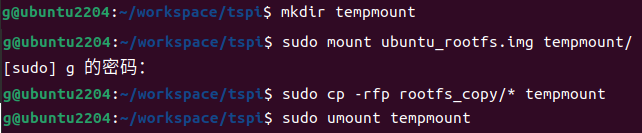 g@ubuntu2204:~/workspace/tspi$ mkdir tempmount
g@ubuntu2204:~/workspace/tspi$ sudo mount ubuntu_rootfs.img tempmount/
[sudo] g 的密码：
g@ubuntu2204:~/workspace/tspi$ sudo cp -rfp rootfs_copy/* tempmount
g@ubuntu2204:~/workspace/tspi$ sudo umount tempmount